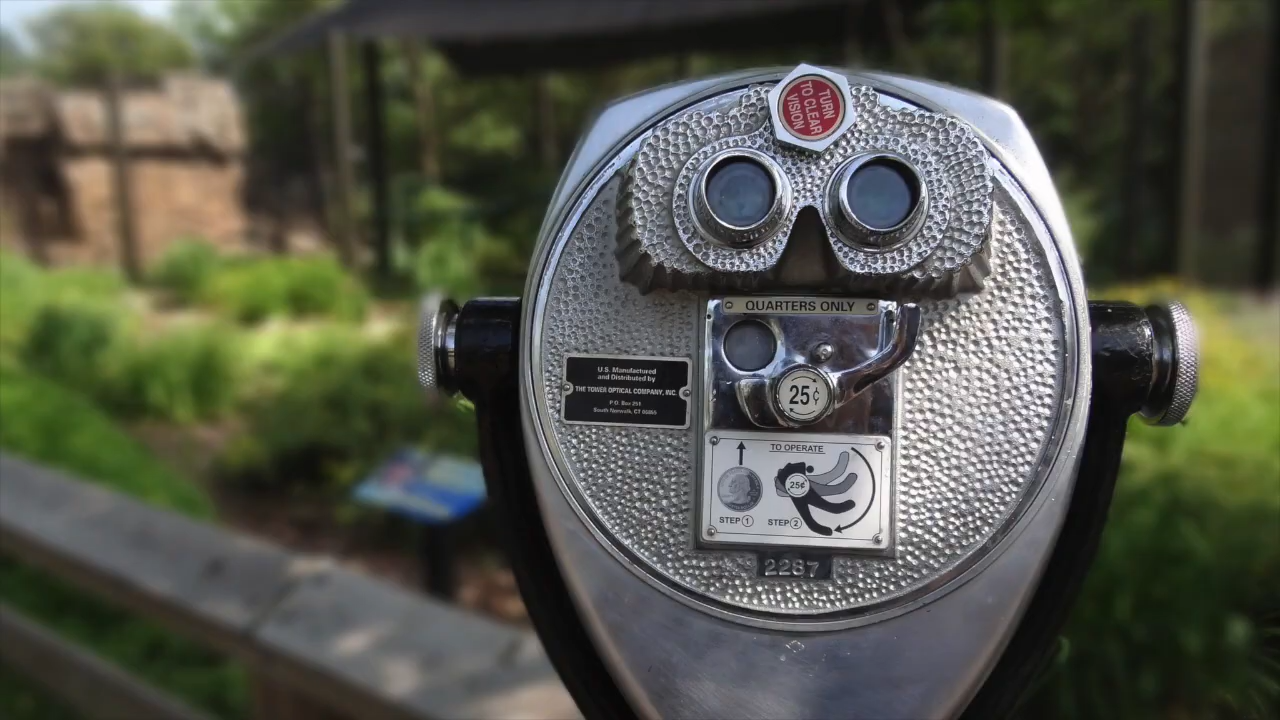 TURN
TO CLEAR
VISION
QUARTERS ONLY
U.S. Manufactured
and Distributed by
THE TOWER OPTICAL COMPANY, INC.
P.O. Box 251
South Norwalk, CT 06856
25¢
TO OPERATE
25¢
STEP 1
STEP 2
2287